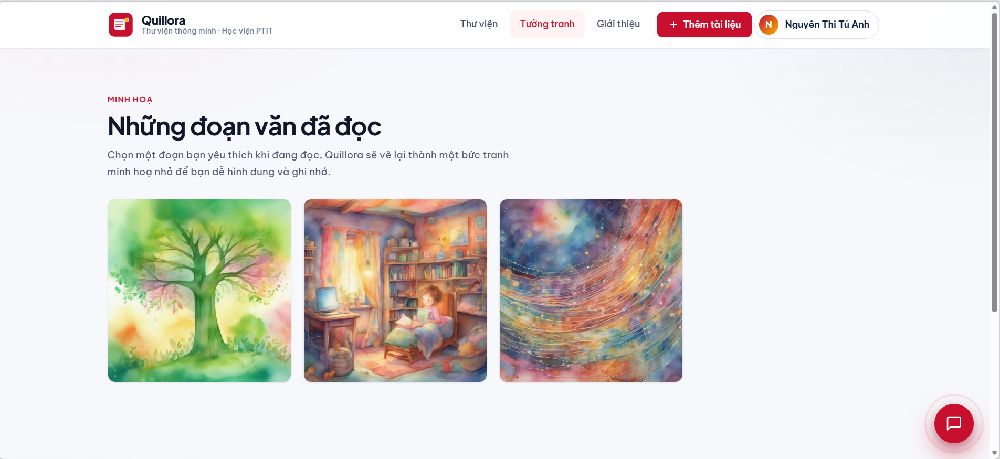 Quillora
Thư viện thông minh · Học viện PTIT
Thư viện
Tường tranh
Giới thiệu
+ Thêm tài liệu
N
Nguyên Thị Tú Anh
MINH HOẠ
Những đoạn văn đã đọc
Chọn một đoạn bạn yêu thích khi đang đọc, Quillora sẽ vẽ lại thành một bức tranh
minh hoạ nhỏ để bạn dễ hình dung và ghi nhớ.